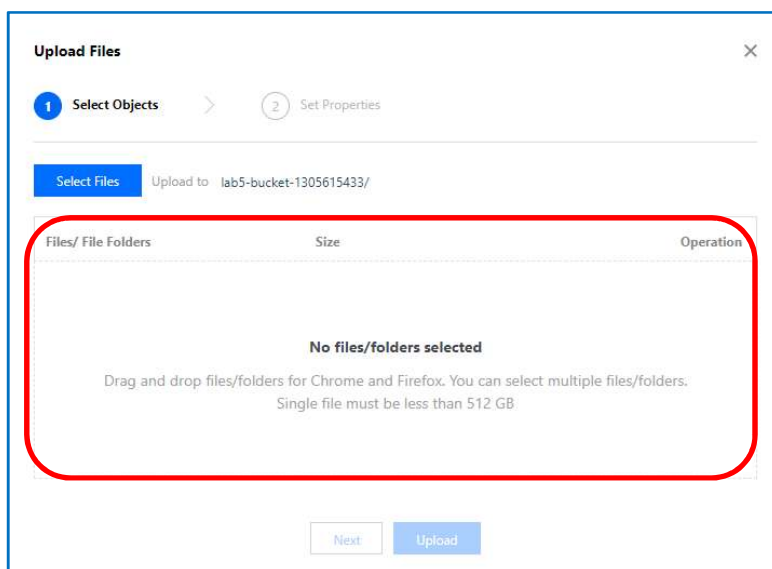 Upload Files
1 Select Objects 2 Set Properties
Select Files Upload to lab5-bucket-1305615433/
Files/ File Folders Size Operation
No files/folders selected
Drag and drop files/folders for Chrome and Firefox. You can select multiple files/folders.
Single file must be less than 512 GB
Next Upload